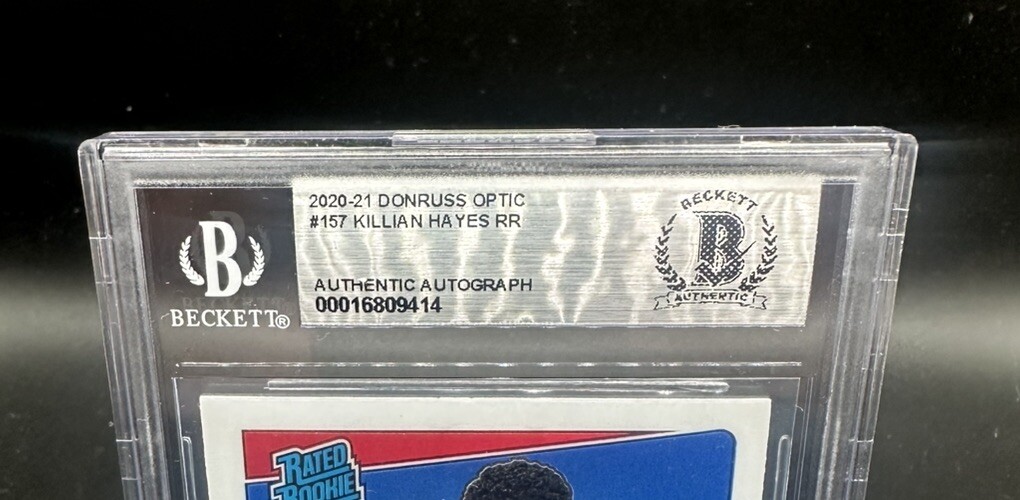 2020-21 DONRUSS OPTIC
#157 KILLIAN HAYES RR
AUTHENTIC AUTOGRAPH
00016809414
B
BECKETT®
BECKETT
B
AUTHENTIC
RATED
ROOKIE